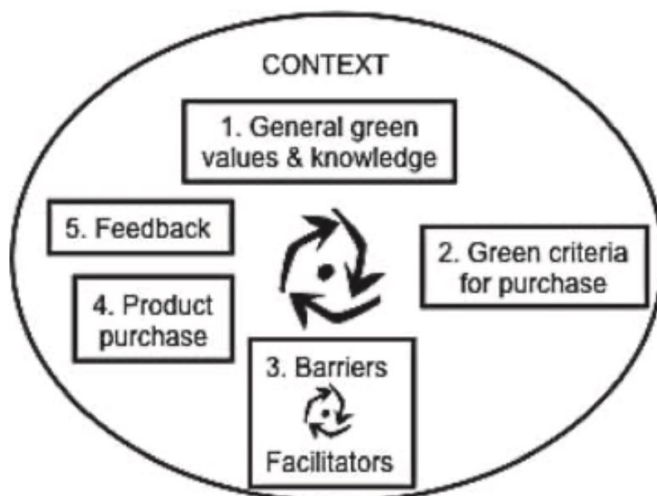 CONTEXT
1. General green
values & knowledge
5. Feedback
2. Green criteria
for purchase
4. Product
purchase
3. Barriers
Facilitators